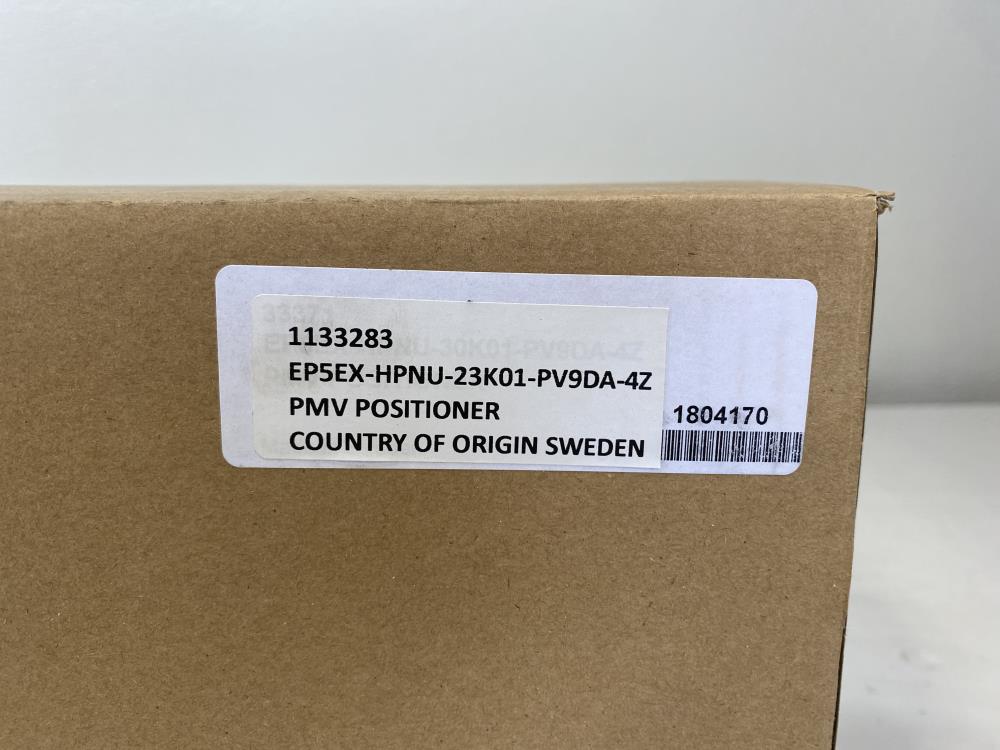 1133283
EP5EX-HPNU-23K01-PV9DA-4Z
PMV POSITIONER
COUNTRY OF ORIGIN SWEDEN
1804170